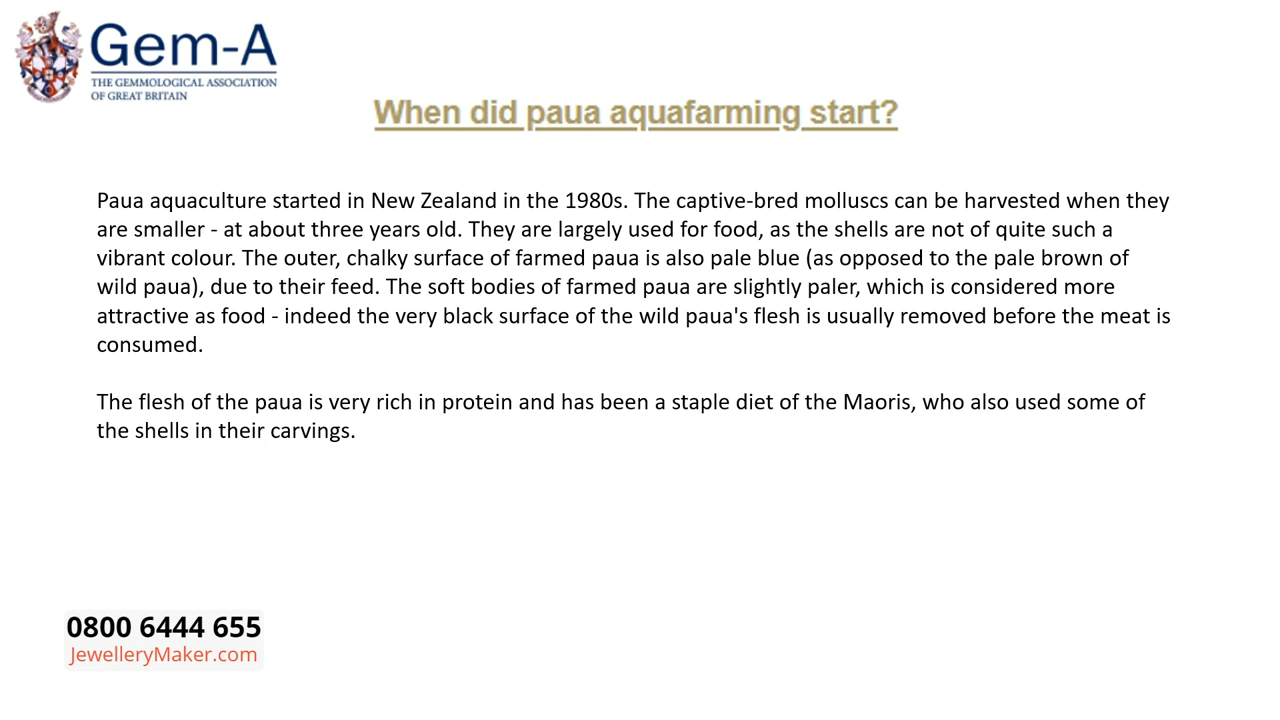 Gem-A
THE GEMMOLOGICAL ASSOCIATION
OF GREAT BRITAIN
When did paua aquafarming start?
Paua aquaculture started in New Zealand in the 1980s. The captive-bred molluscs can be harvested when they
are smaller - at about three years old. They are largely used for food, as the shells are not of quite such a
vibrant colour. The outer, chalky surface of farmed paua is also pale blue (as opposed to the pale brown of
wild paua), due to their feed. The soft bodies of farmed paua are slightly paler, which is considered more
attractive as food - indeed the very black surface of the wild paua's flesh is usually removed before the meat is
consumed.
The flesh of the paua is very rich in protein and has been a staple diet of the Maoris, who also used some of
the shells in their carvings.
0800 6444 655
JewelleryMaker.com